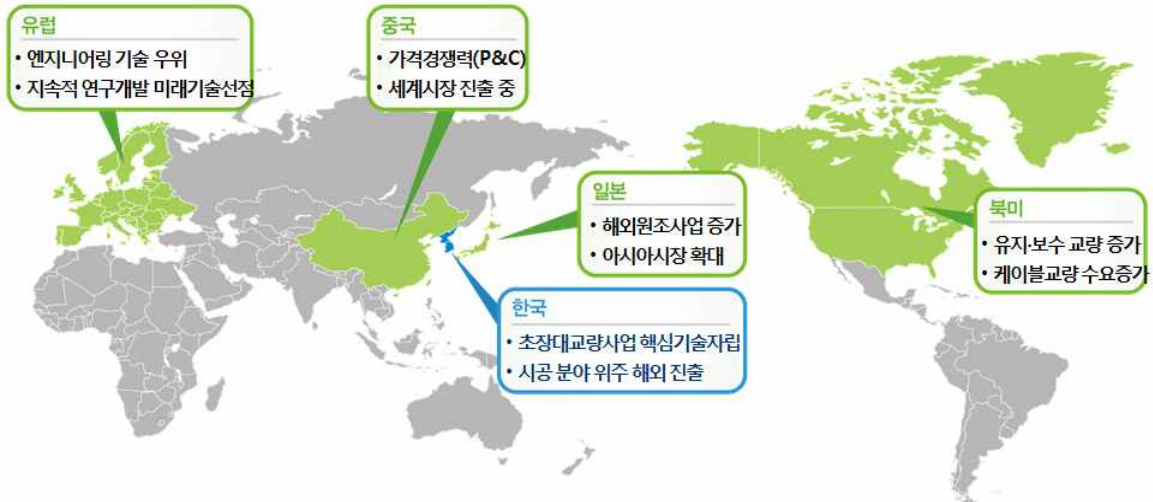 유럽
• 엔지니어링 기술 우위
• 지속적 연구개발 미래기술선점
중국
• 가격경쟁력(P&C)
• 세계시장 진출 중
일본
• 해외원조사업 증가
• 아시아시장 확대
북미
• 유지·보수 교량 증가
• 케이블교량 수요증가
한국
• 초장대교량사업 핵심기술자립
• 시공 분야 위주 해외 진출